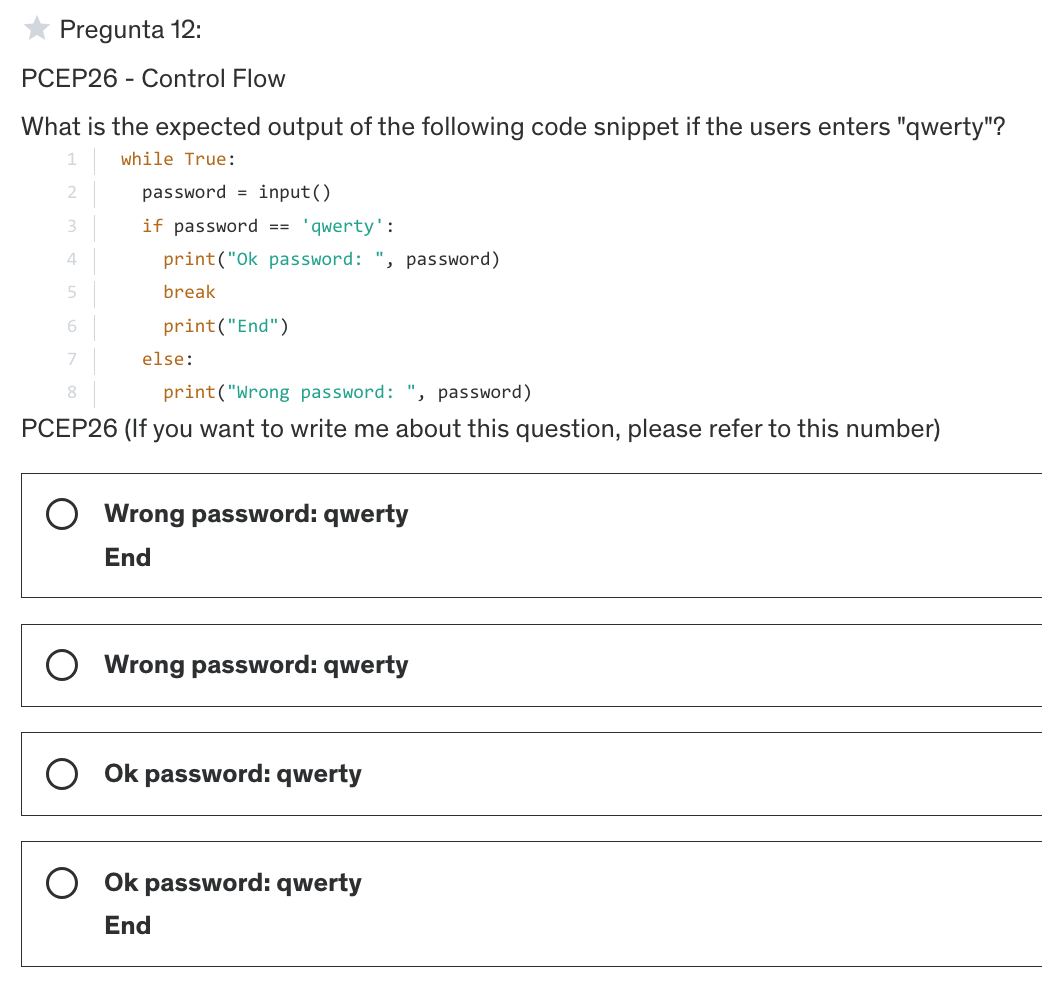 Pregunta 12:
PCEP26 - Control Flow
What is the expected output of the following code snippet if the users enters "qwerty"?
1 while True:
2   password = input()
3   if password == 'qwerty':
4     print("Ok password: ", password)
5     break
6     print("End")
7   else:
8     print("Wrong password: ", password)
PCEP26 (If you want to write me about this question, please refer to this number)
Wrong password: qwerty
End
Wrong password: qwerty
Ok password: qwerty
Ok password: qwerty
End